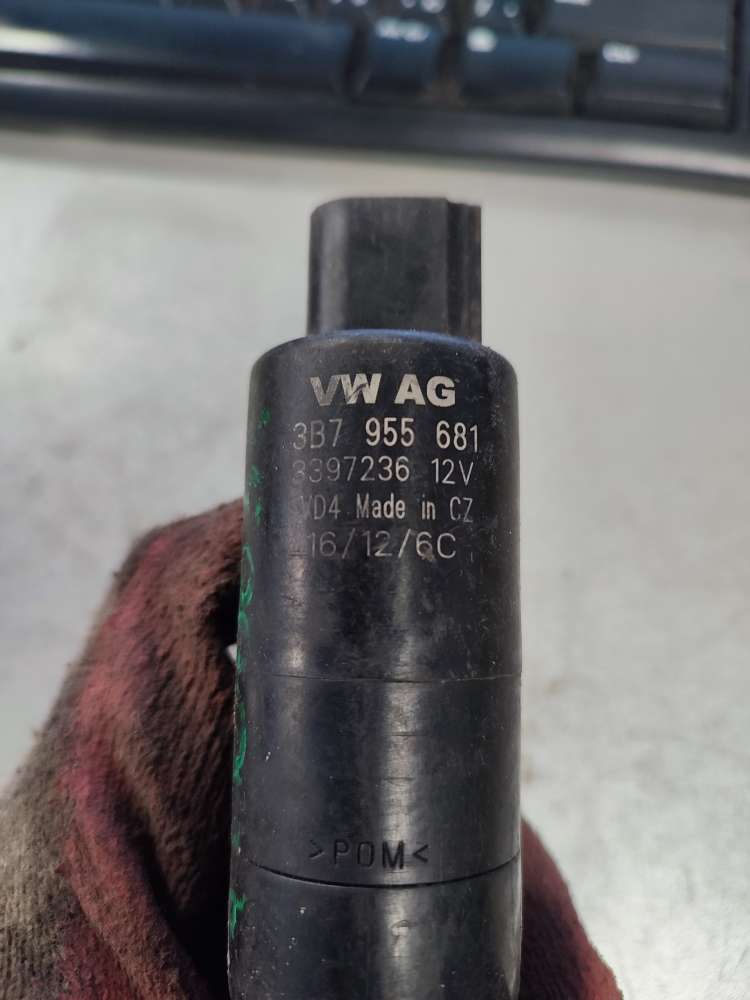 VW AG
3B7 955 681
3397236 12V
VD4 Made in CZ
16/12/6C
>POM<